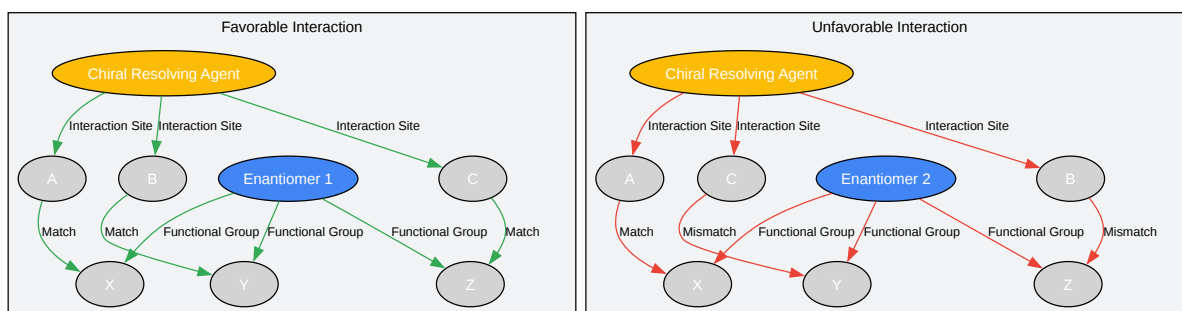 Favorable Interaction
Chiral Resolving Agent
Interaction Site
Interaction Site
Interaction Site
A
B
Enantiomer 1
C
Match
Match
Functional Group
Functional Group
Functional Group
Match
X
Y
Z
Unfavorable Interaction
Chiral Resolving Agent
Interaction Site
Interaction Site
Interaction Site
A
C
Enantiomer 2
B
Match
Mismatch
Functional Group
Functional Group
Functional Group
Mismatch
X
Y
Z